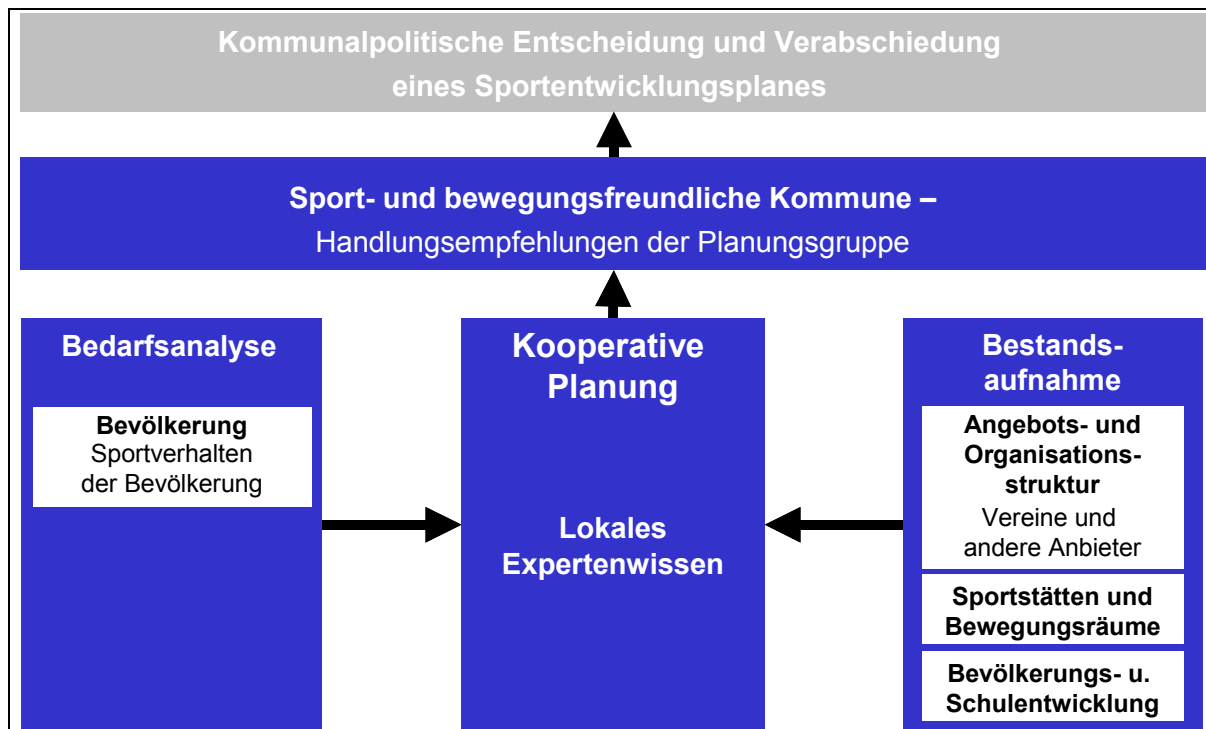 Kommunalpolitische Entscheidung und Verabschiedung
eines Sportentwicklungsplanes
Sport- und bewegungsfreundliche Kommune –
Handlungsempfehlungen der Planungsgruppe
Bedarfsanalyse
Bevölkerung
Sportverhalten
der Bevölkerung
Kooperative
Planung
Lokales
Expertenwissen
Bestands-
aufnahme
Angebots- und
Organisations-
struktur
Vereine und
andere Anbieter
Sportstätten und
Bewegungsräume
Bevölkerungs- u.
Schulentwicklung